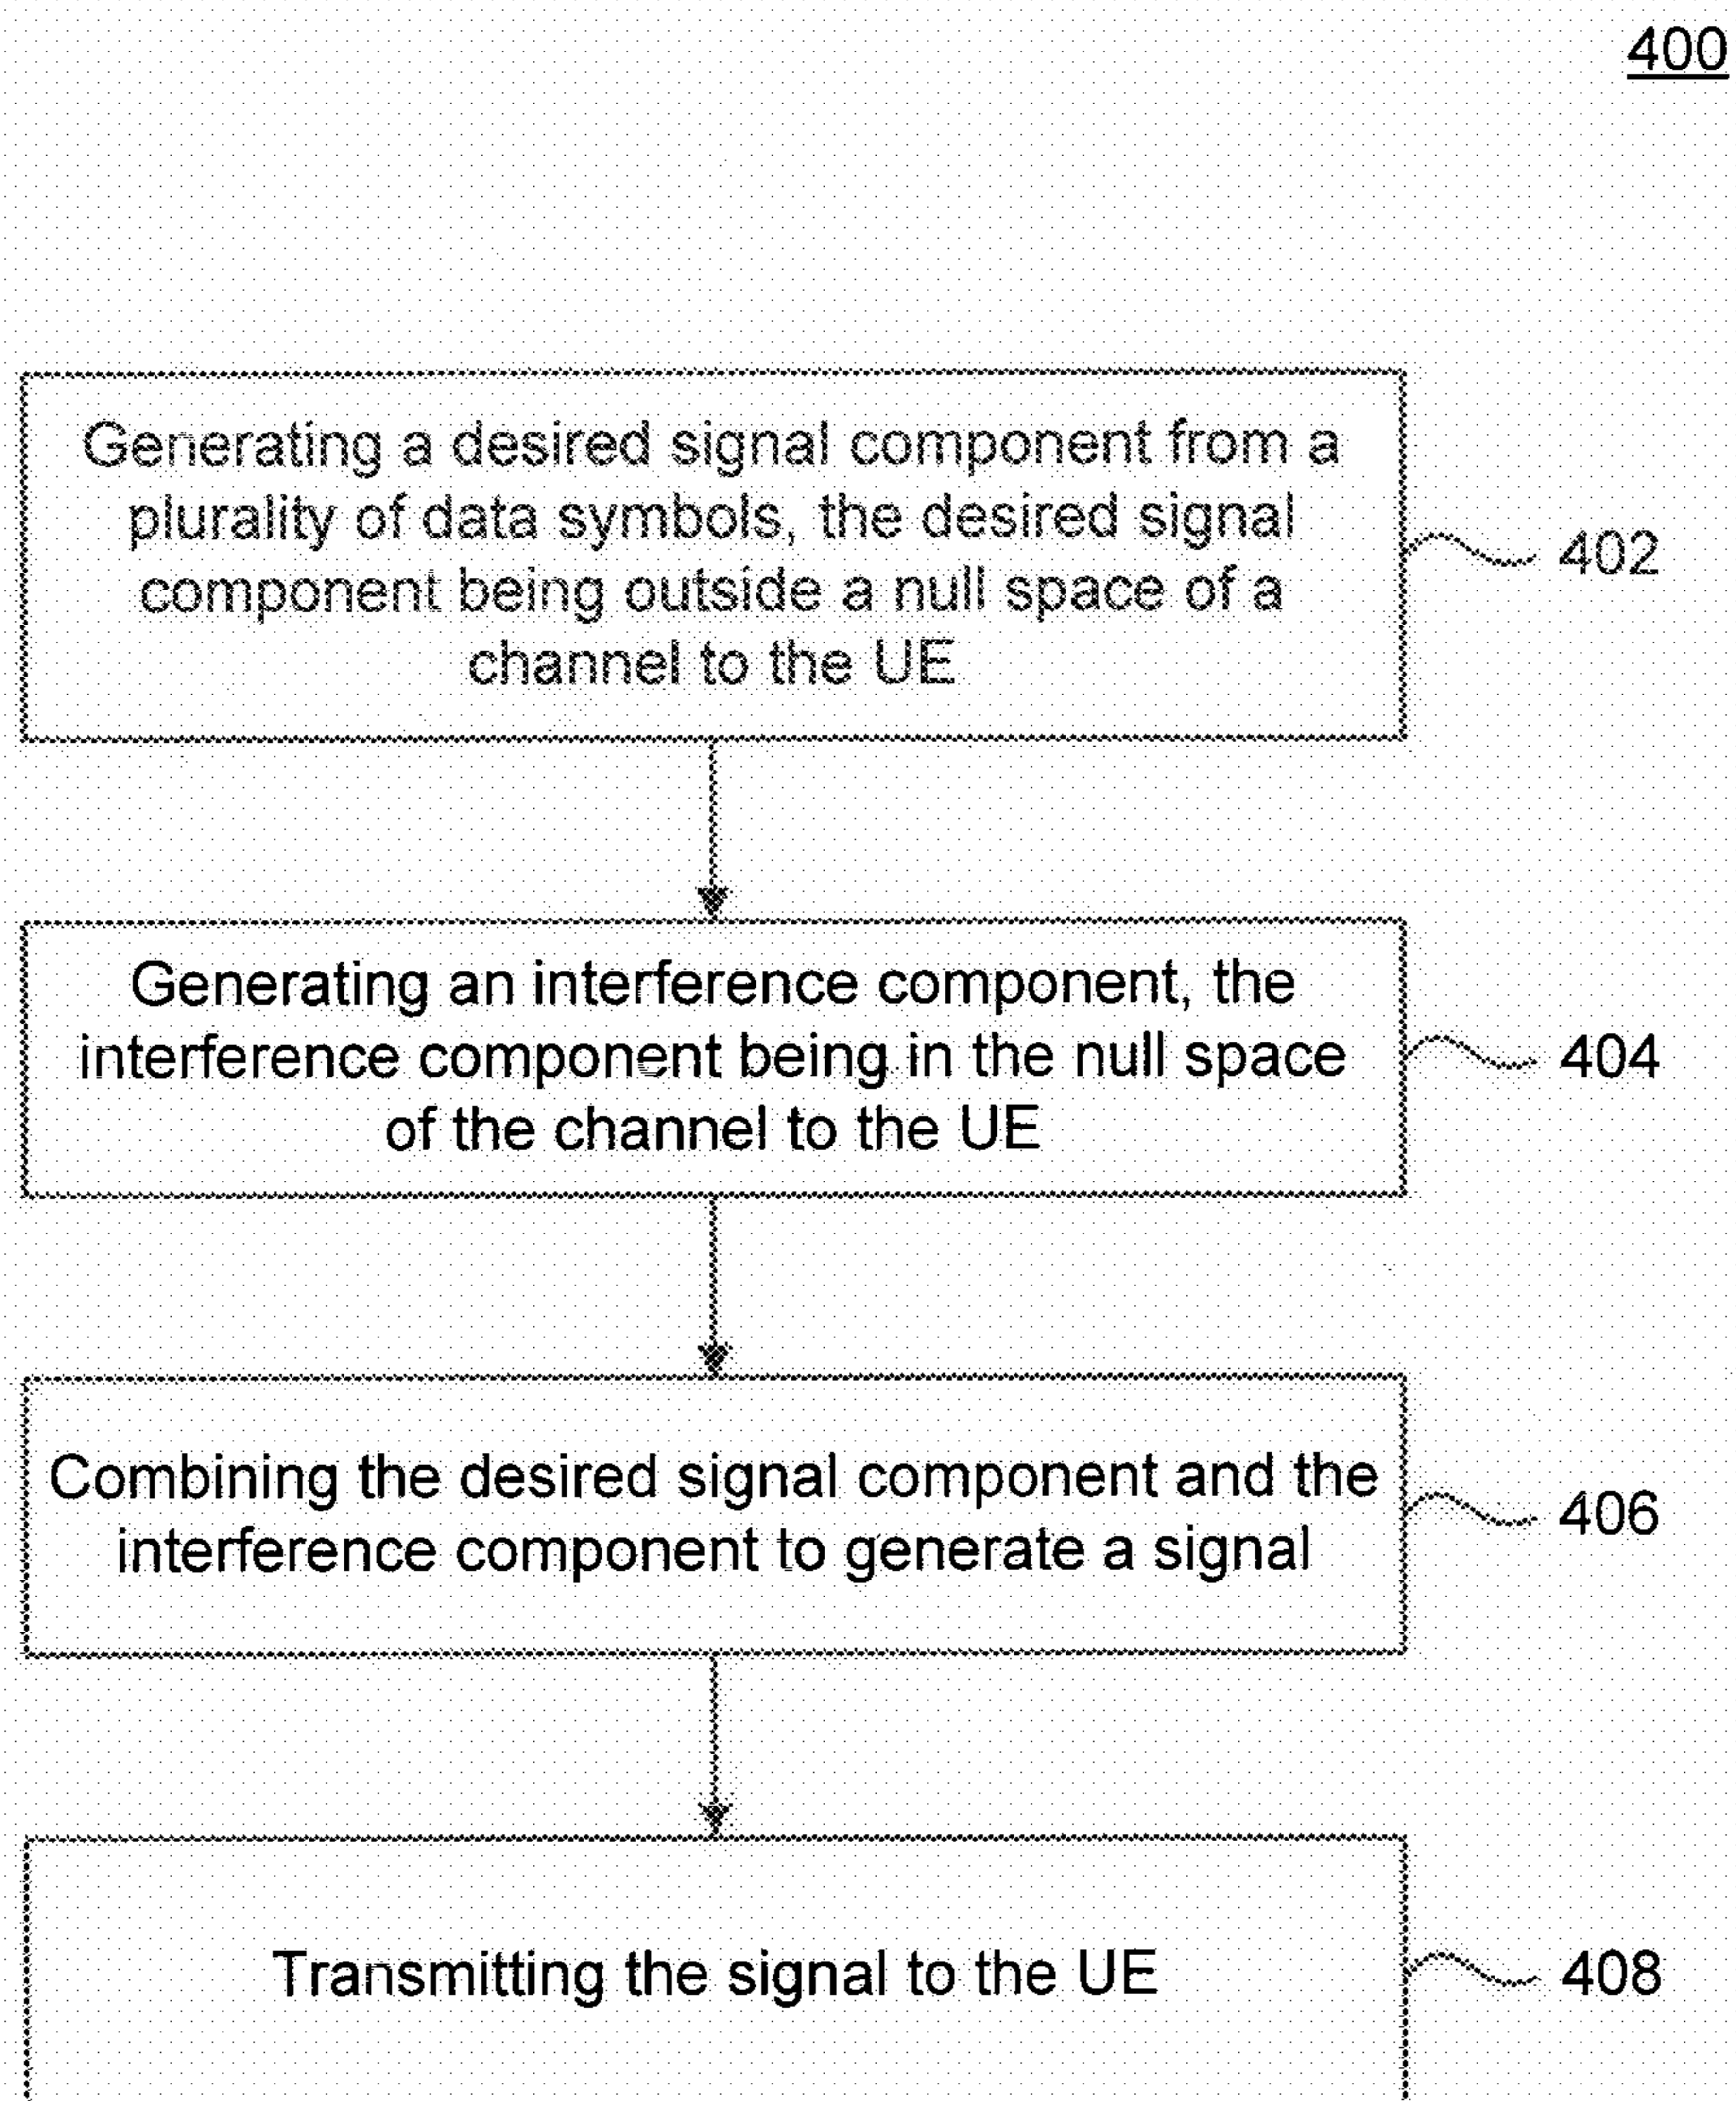 400
Generating a desired signal component from a
plurality of data symbols, the desired signal
component being outside a null space of a
channel to the UE
402
Generating an interference component, the
interference component being in the null space
of the channel to the UE
404
Combining the desired signal component and the
interference component to generate a signal
406
Transmitting the signal to the UE
408